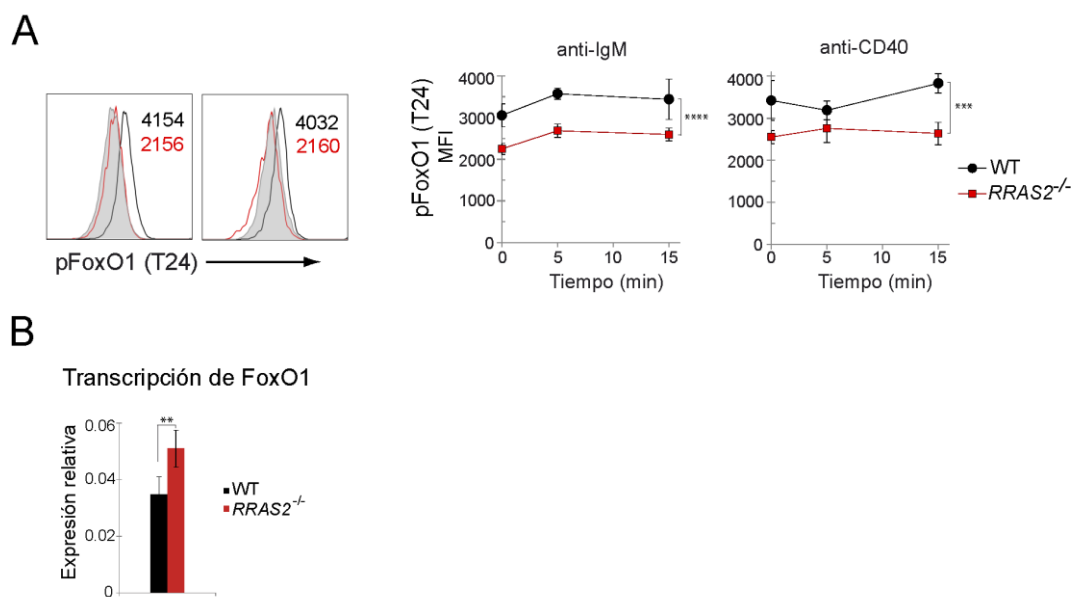 A
4154
2156
4032
2160
pFoxO1 (T24)
anti-IgM
anti-CD40
pFoxO1 (T24)
MFI
4000
3000
2000
1000
0
0
5
10
15
Tiempo (min)
****
4000
3000
2000
1000
0
0
5
10
15
Tiempo (min)
***
WT
RRAS2-/-
B
Transcripción de FoxO1
Expresión relativa
0.06
0.04
0.02
0
**
WT
RRAS2-/-